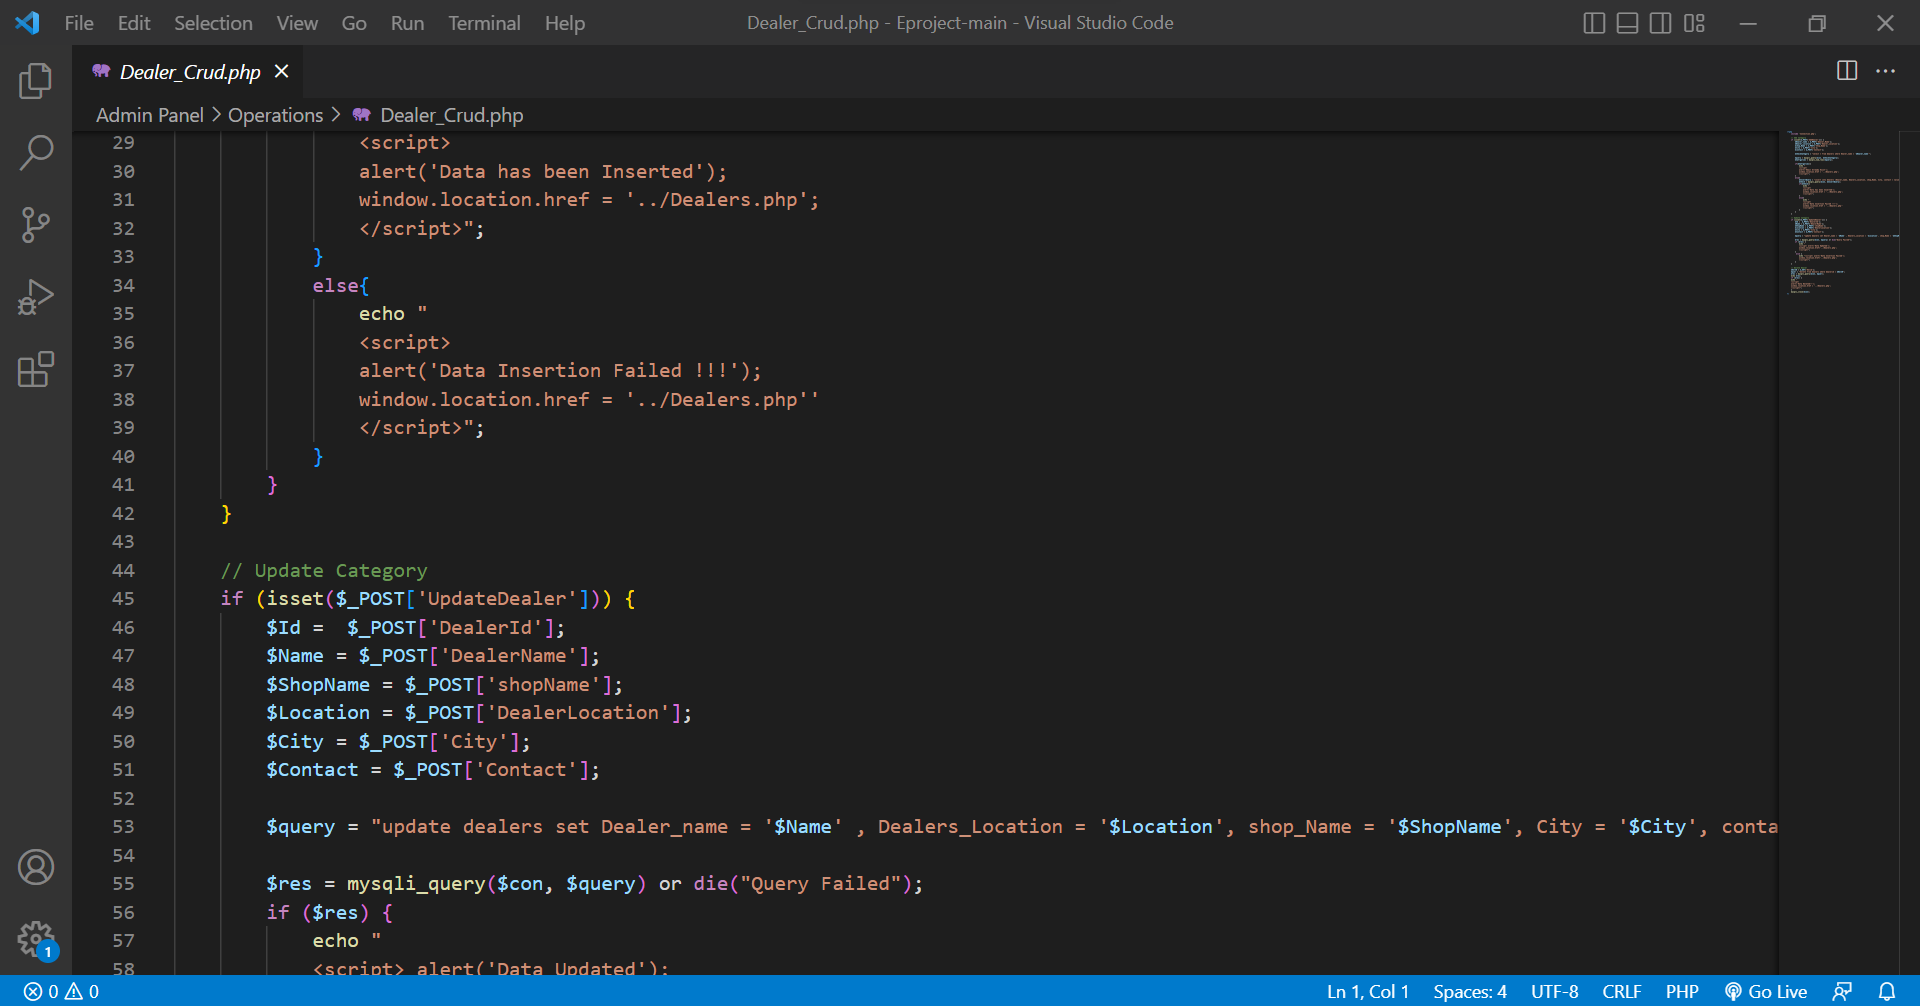 File Edit Selection View Go Run Terminal Help Dealer_Crud.php - Eproject-main - Visual Studio Code
Dealer_Crud.php
Admin Panel > Operations > Dealer_Crud.php
29 <script>
30 alert('Data has been Inserted');
31 window.location.href = '../Dealers.php';
32 </script>";
33 }
34 else{
35 echo "
36 <script>
37 alert('Data Insertion Failed !!!');
38 window.location.href = '../Dealers.php''
39 </script>";
40 }
41 }
42 }
43
44 // Update Category
45 if (isset($_POST['UpdateDealer'])) {
46 $Id =  $_POST['DealerId'];
47 $Name = $_POST['DealerName'];
48 $ShopName = $_POST['shopName'];
49 $Location = $_POST['DealerLocation'];
50 $City = $_POST['City'];
51 $Contact = $_POST['Contact'];
52
53 $query = "update dealers set Dealer_name = '$Name' , Dealers_Location = '$Location', shop_Name = '$ShopName', City = '$City', conta
54
55 $res = mysqli_query($con, $query) or die("Query Failed");
56 if ($res) {
57 echo "
58 <script> alert('Data Updated');
1
0 0 Ln 1, Col 1 Spaces: 4 UTF-8 CRLF PHP Go Live